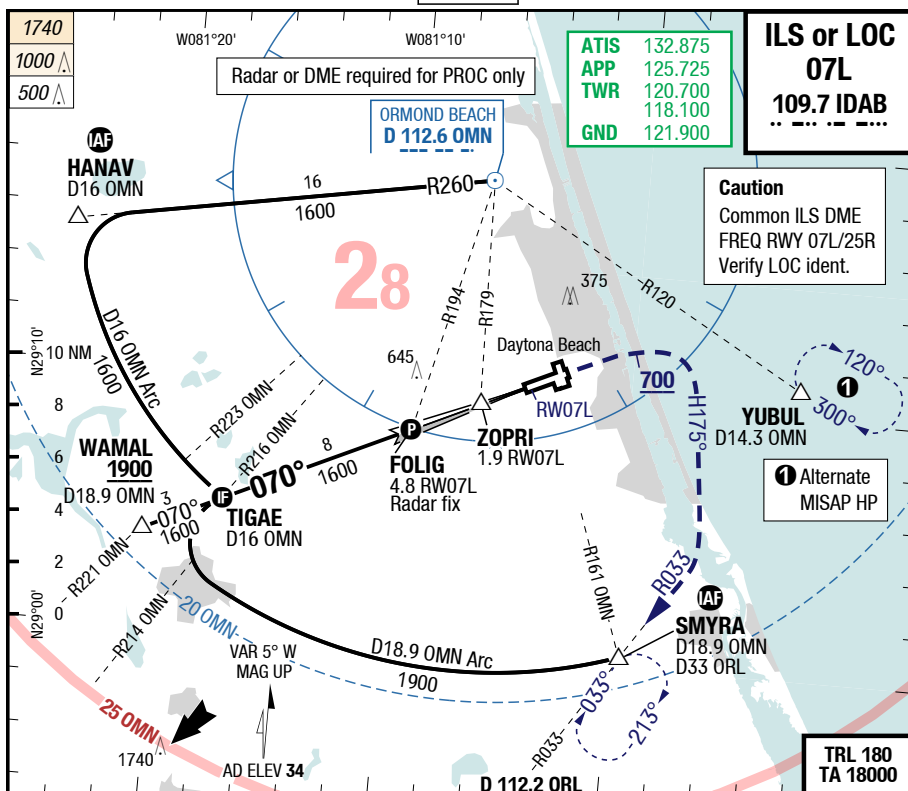 1740
1000
500
W081°20'
W081°10'
Radar or DME required for PROC only
ATIS 132.875
APP 125.725
TWR 120.700
118.100
GND 121.900
ILS or LOC
07L
109.7 IDAB
ORMOND BEACH
D 112.6 OMN
IAF
HANAV
D16 OMN
16
R260
1600
Caution
Common ILS DME
FREQ RWY 07L/25R
Verify LOC ident.
28
R194
R179
R120
375
645
Daytona Beach
N29°10'
10 NM
8
6
4
2
0
N29°00'
D16 OMN Arc
1600
R223 OMN
R216 OMN
RW07L
700
H175°
120°
1
300°
YUBUL
D14.3 OMN
WAMAL
1900
D18.9 OMN
3
070°
1600
IF
TIGAE
D16 OMN
070°
8
1600
P
FOLIG
4.8 RW07L
Radar fix
ZOPRI
1.9 RW07L
1 Alternate
MISAP HP
R221 OMN
R214 OMN
20 OMN
R161 OMN
R033
IAF
SMYRA
D18.9 OMN
D33 ORL
D18.9 OMN Arc
1900
VAR 5° W
MAG UP
25 OMN
1740
AD ELEV 34
033°
213°
R033
D 112.2 ORL
TRL 180
TA 18000